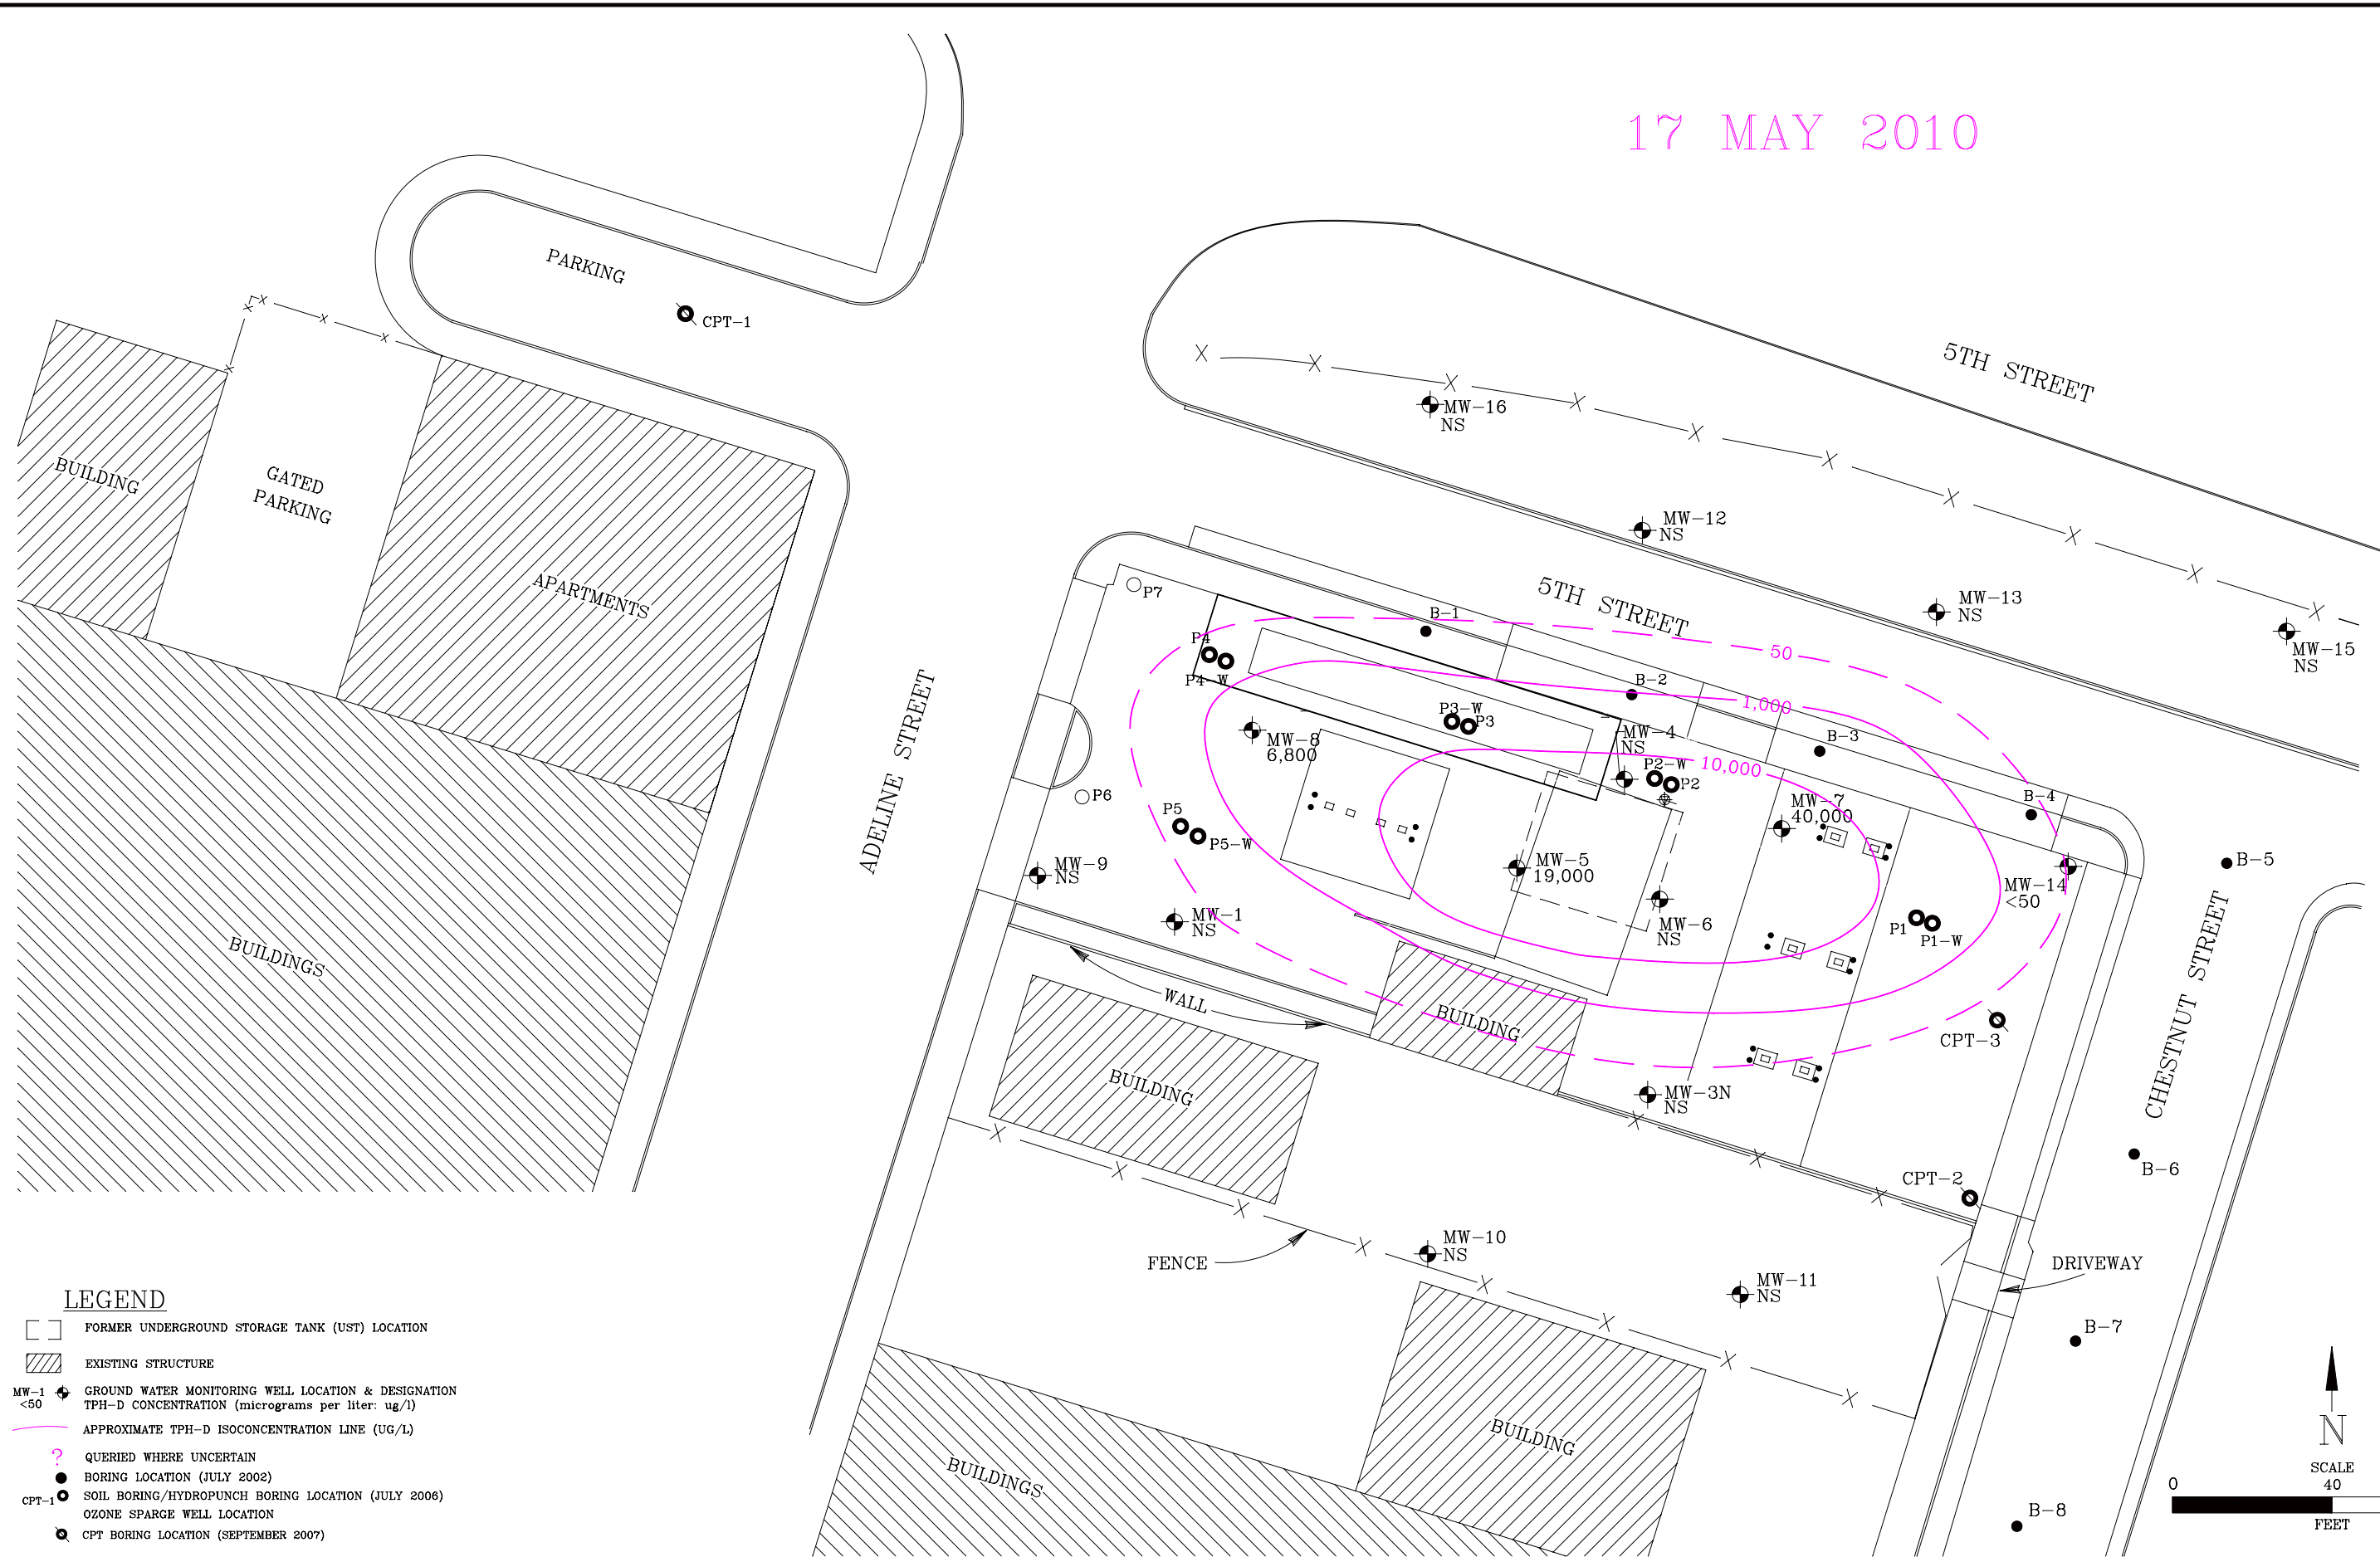 17 MAY 2010
PARKING
CPT-1
5TH STREET
MW-16
NS
BUILDING
GATED
PARKING
MW-12
NS
APARTMENTS
5TH STREET
MW-13
NS
P7
B-1
MW-15
NS
P4
50
P4-W
B-2
1,000
P3-W
P3
MW-8
6,800
MW-4
NS
B-3
10,000
P2-W
P2
ADELINE STREET
P6
MW-7
40,000
B-4
P5
P5-W
MW-9
NS
MW-5
19,000
MW-14
<50
B-5
MW-1
NS
MW-6
NS
P1
P1-W
BUILDINGS
WALL
BUILDING
CPT-3
CHESTNUT STREET
BUILDING
MW-3N
NS
B-6
CPT-2
FENCE
MW-10
NS
MW-11
NS
DRIVEWAY
B-7
BUILDING
BUILDINGS
B-8
LEGEND
FORMER UNDERGROUND STORAGE TANK (UST) LOCATION
EXISTING STRUCTURE
MW-1
<50
GROUND WATER MONITORING WELL LOCATION & DESIGNATION
TPH-D CONCENTRATION (micrograms per liter: ug/l)
APPROXIMATE TPH-D ISOCONCENTRATION LINE (UG/L)
? QUERIED WHERE UNCERTAIN
BORING LOCATION (JULY 2002)
CPT-1 SOIL BORING/HYDROPUNCH BORING LOCATION (JULY 2006)
OZONE SPARGE WELL LOCATION
CPT BORING LOCATION (SEPTEMBER 2007)
N
SCALE
0 40
FEET